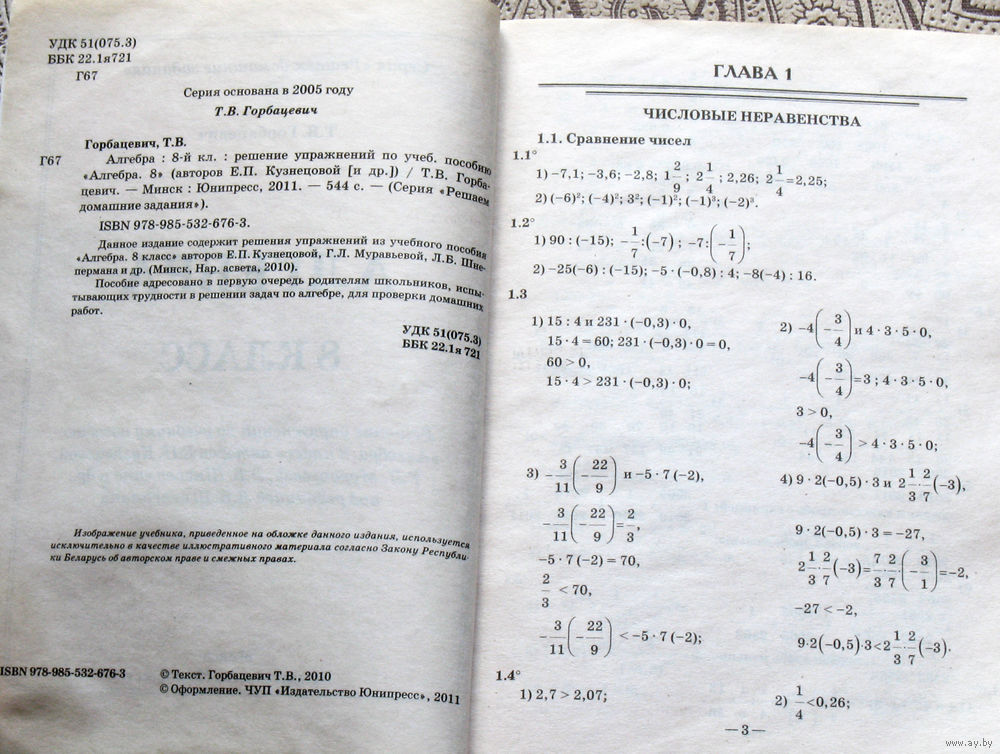 УДК 51(075.3)
ББК 22.1я721
Г67
Серия основана в 2005 году
Т.В. Горбацевич
Горбацевич, Т.В.
Г67 Алгебра : 8-й кл. : решение упражнений по учеб. пособию
«Алгебра. 8» (авторов Е.П. Кузнецовой [и др.]) / Т.В. Горба-
цевич. — Минск : Юнипресс, 2011. — 544 с. — (Серия «Решаем
домашние задания»).
ISBN 978-985-532-676-3.
Данное издание содержит решения упражнений из учебного пособия
«Алгебра. 8 класс» авторов Е.П. Кузнецовой, Г.Л. Муравьевой, Л.Б. Шне-
пермана и др. (Минск, Нар. асвета, 2010).
Пособие адресовано в первую очередь родителям школьников, испы-
тывающих трудности в решении задач по алгебре, для проверки домашних
работ.
УДК 51(075.3)
ББК 22.1я 721
Изображение учебника, приведенное на обложке данного издания, используется
исключительно в качестве иллюстративного материала согласно Закону Республи-
ки Беларусь об авторском праве и смежных правах.
ISBN 978-985-532-676-3 © Текст. Горбацевич Т.В., 2010
© Оформление. ЧУП «Издательство Юнипресс», 2011
ГЛАВА 1
ЧИСЛОВЫЕ НЕРАВЕНСТВА
1.1. Сравнение чисел
1.1°
1) -7,1; -3,6; -2,8; 1 2/9; 2 1/4; 2,26; 2 1/4=2,25;
2) (-6)²; (-4)²; 3²; (-1)²; (-1)³; (-2)³.
1.2°
1) 90 : (-15); -1/7:(-7); -7:(-1/7);
2) -25(-6) : (-15); -5 · (-0,8) : 4; -8(-4) : 16.
1.3
1) 15 : 4 и 231 · (-0,3) · 0,
15 · 4 = 60; 231 · (-0,3) · 0 = 0,
60 > 0,
15 · 4 > 231 · (-0,3) · 0;
2) -4(-3/4) и 4 · 3 · 5 · 0,
-4(-3/4)=3 ; 4 · 3 · 5 · 0,
3 > 0,
-4(-3/4) > 4 · 3 · 5 · 0;
3) -3/11(-22/9) и -5 · 7 (-2),
-3/11(-22/9)=2/3,
-5 · 7 (-2) = 70,
2/3 < 70,
-3/11(-22/9) < -5 · 7 (-2);
4) 9 · 2(-0,5) · 3 и 2 1/3·2/7(-3),
9 · 2(-0,5) · 3 = -27,
2 1/3·2/7(-3)=7/3·2/7(-3/1)=-2,
-27 < -2,
9·2(-0,5)·3<2 1/3·2/7(-3).
1.4°
1) 2,7 > 2,07; 2) 1/4<0,26;
— 3 —
www.ay.by